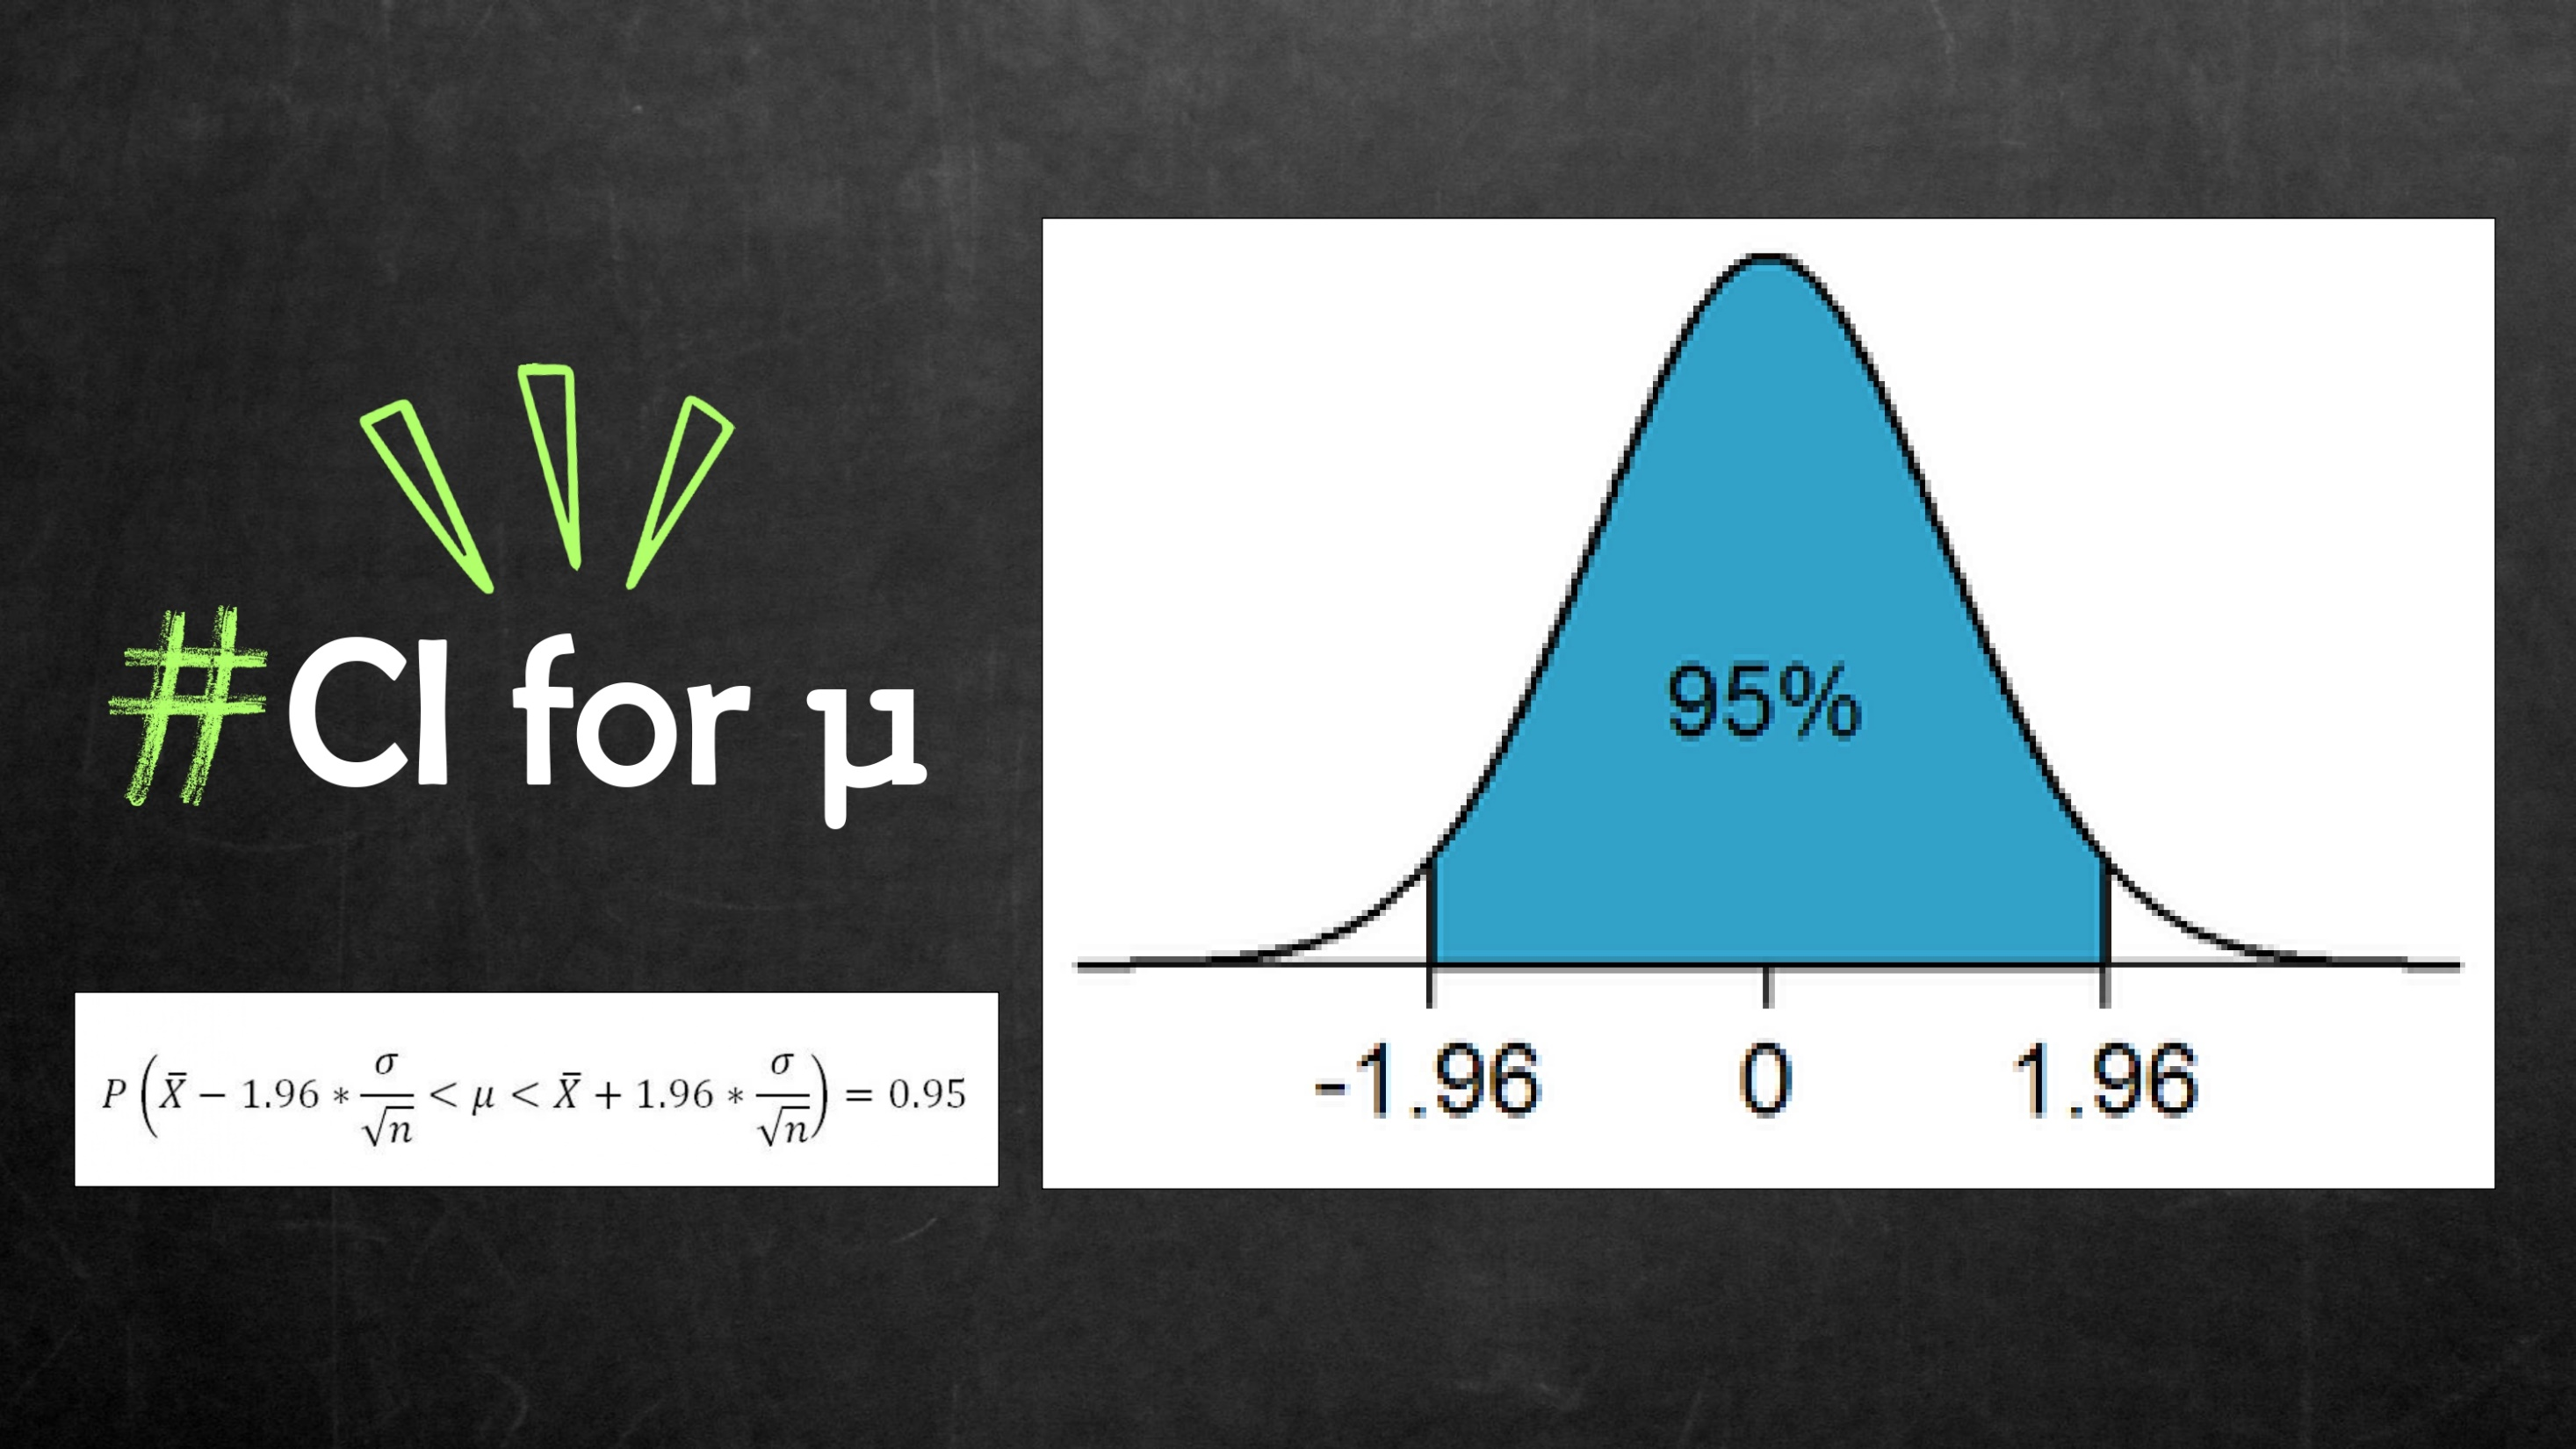 #CI for µ
P(X̄ − 1.96 * σ/√n < μ < X̄ + 1.96 * σ/√n) = 0.95
95%
-1.96 0 1.96